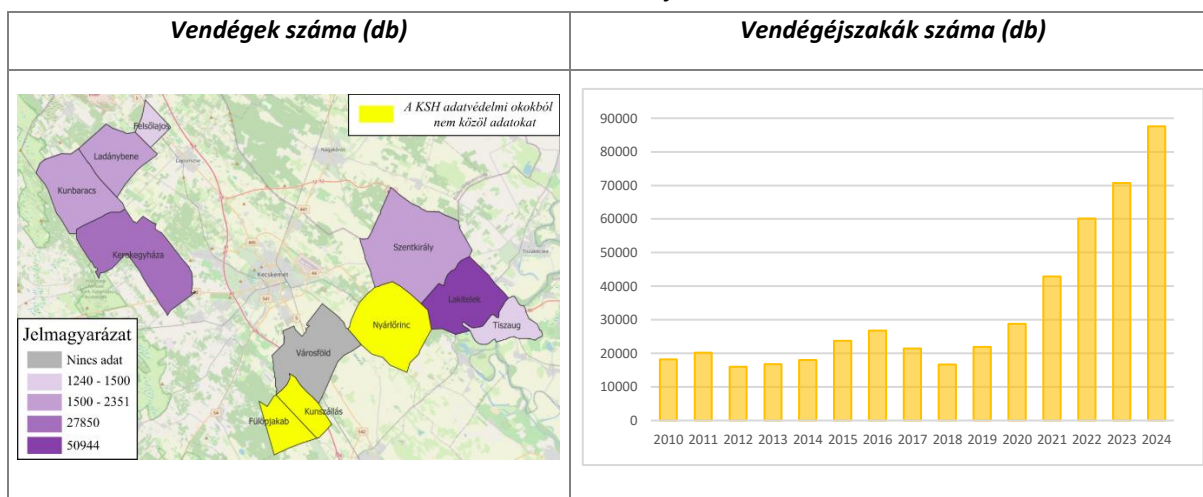 Vendégek száma (db)
Vendégéjszakák száma (db)
A KSH adatvédelmi okokból
nem közöl adatokat
Felsőlajos
Ladánybene
Lajosmizse
Nagykőrös
Kunbaracs
Kerekegyháza
Szentkirály
Tiszakécske
Kecskemét
Lakitelek
Nyárlőrinc
Tiszaug
Városföld
Kunszállás
Fülöpjakab
Jelmagyarázat
Nincs adat
1240 - 1500
1500 - 2351
27850
50944
90000
80000
70000
60000
50000
40000
30000
20000
10000
0
2010 2011 2012 2013 2014 2015 2016 2017 2018 2019 2020 2021 2022 2023 2024